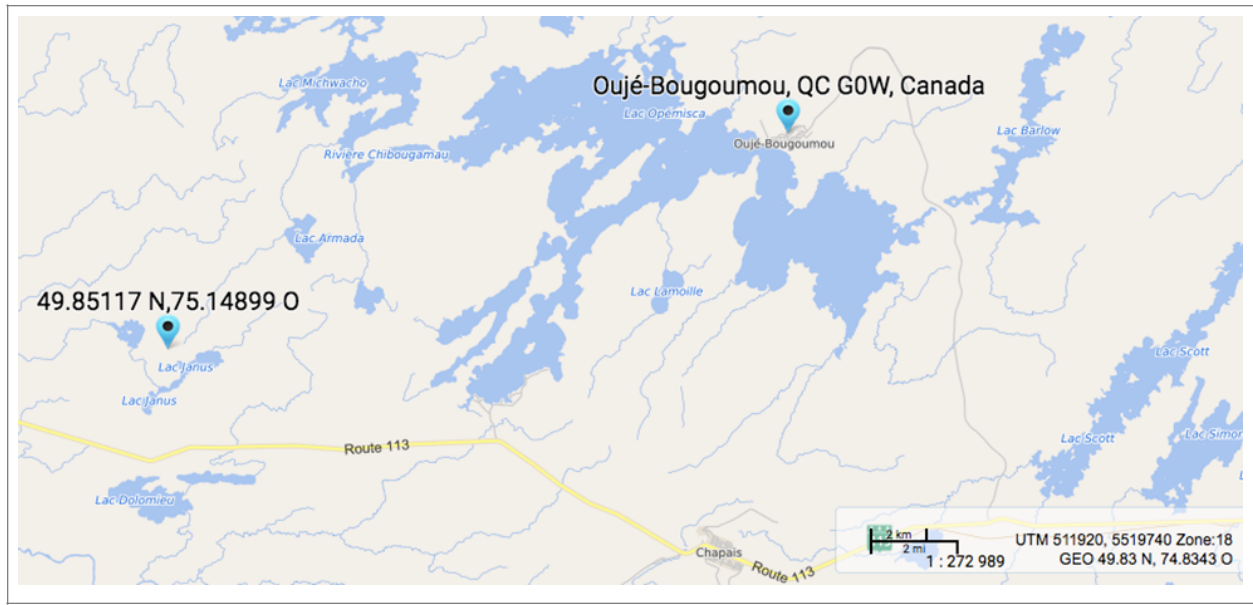 Lac Michwacho
Oujé-Bougoumou, QC G0W, Canada
Lac Opémisca
Lac Barlow
Oujé-Bougoumou
Rivière Chibougamau
Lac Armada
49.85117 N,75.14899 O
Lac Lamoille
Lac Janus
Lac Scott
Lac Janus
Route 113
Lac Scott
Lac Simon
Lac Dolomieu
2 km
2 mi
1 : 272 989
UTM 511920, 5519740 Zone:18
GEO 49.83 N, 74.8343 O
Chapais
Route 113